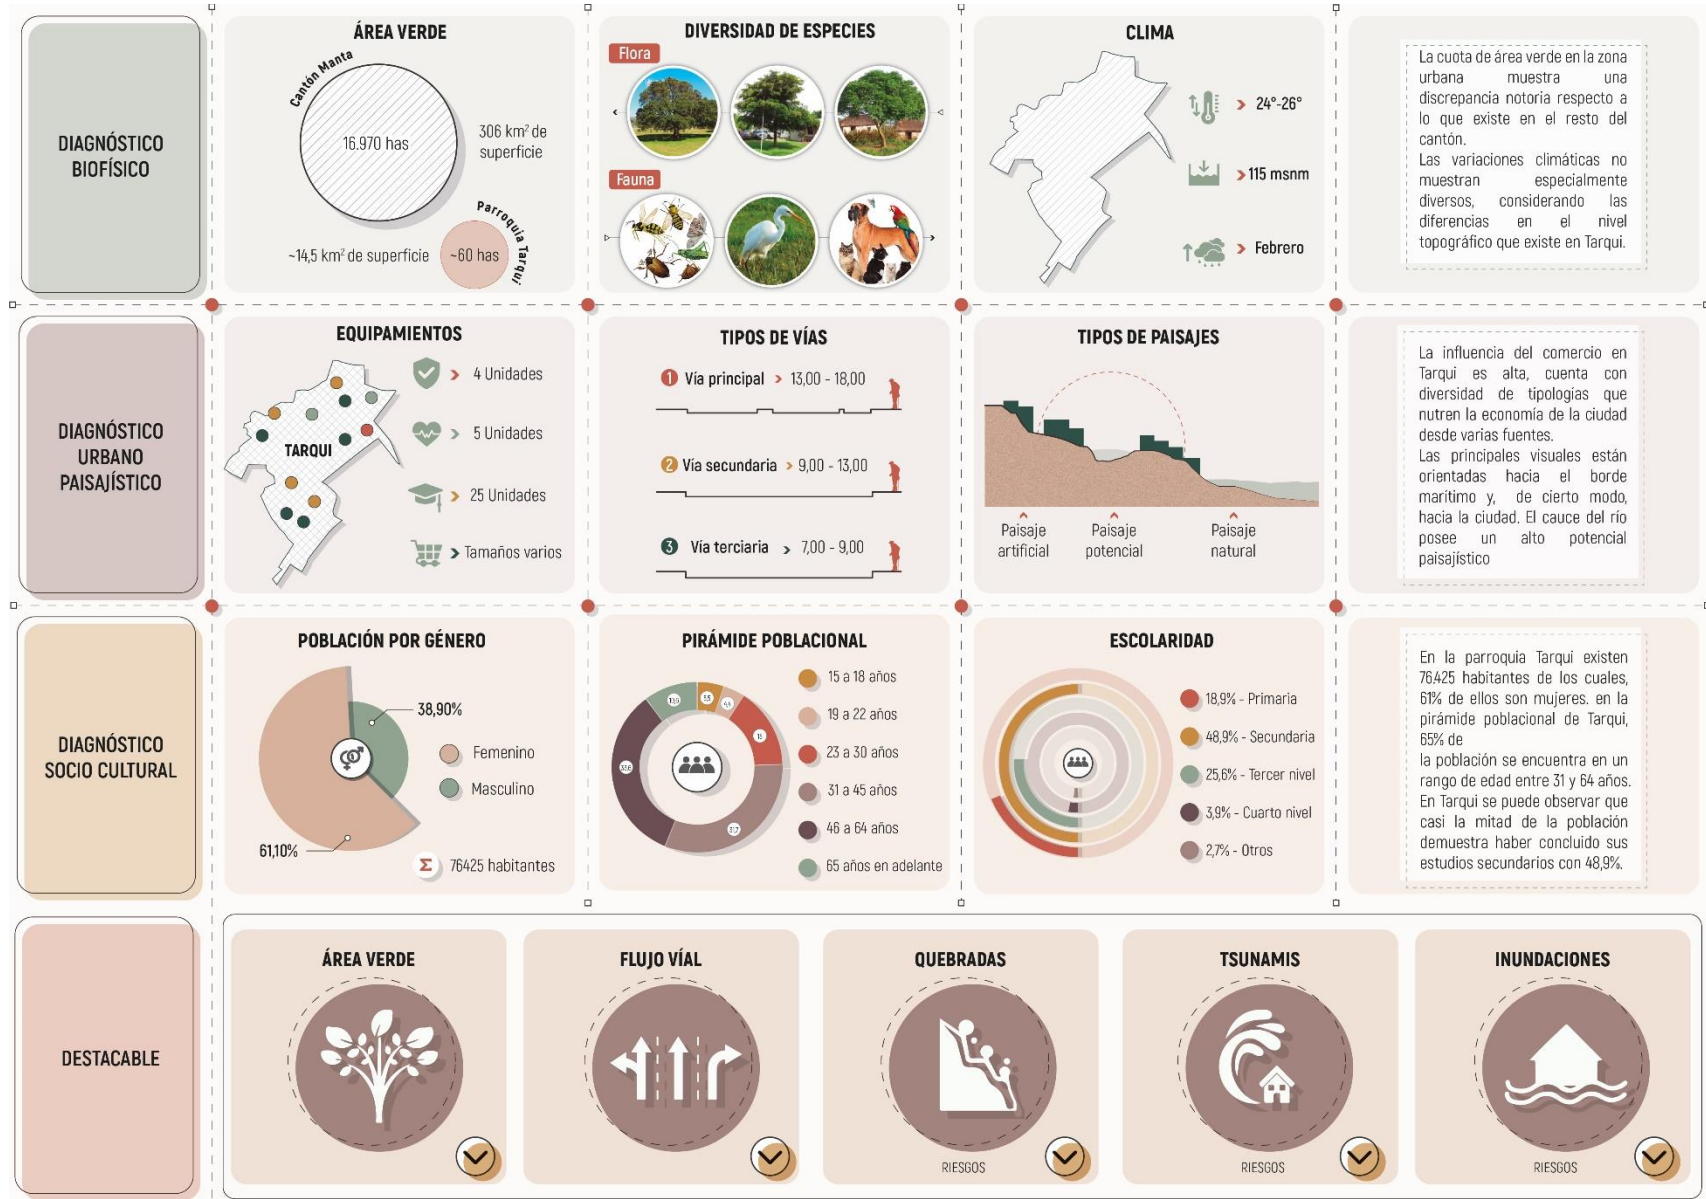 DIAGNÓSTICO
BIOFÍSICO
ÁREA VERDE
Cantón Manta
16.970 has
306 km² de
superficie
Parroquia Tarqui
~14,5 km² de superficie
~60 has
DIVERSIDAD DE ESPECIES
Flora
Fauna
CLIMA
24°-26°
115 msnm
Febrero
La cuota de área verde en la zona
urbana muestra una
discrepancia notoria respecto a
lo que existe en el resto del
cantón.
Las variaciones climáticas no
muestran especialmente
diversos, considerando las
diferencias en el nivel
topográfico que existe en Tarqui.
DIAGNÓSTICO
URBANO
PAISAJÍSTICO
EQUIPAMIENTOS
TARQUI
4 Unidades
5 Unidades
25 Unidades
Tamaños varios
TIPOS DE VÍAS
1 Vía principal > 13,00 - 18,00
2 Vía secundaria > 9,00 - 13,00
3 Vía terciaria > 7,00 - 9,00
TIPOS DE PAISAJES
Paisaje
artificial
Paisaje
potencial
Paisaje
natural
La influencia del comercio en
Tarqui es alta, cuenta con
diversidad de tipologías que
nutren la economía de la ciudad
desde varias fuentes.
Las principales visuales están
orientadas hacia el borde
marítimo y, de cierto modo,
hacia la ciudad. El cauce del río
posee un alto potencial
paisajístico
DIAGNÓSTICO
SOCIO CULTURAL
POBLACIÓN POR GÉNERO
38,90%
Femenino
Masculino
61,10%
Σ 76425 habitantes
PIRÁMIDE POBLACIONAL
15 a 18 años
19 a 22 años
23 a 30 años
31 a 45 años
46 a 64 años
65 años en adelante
ESCOLARIDAD
18,9% - Primaria
48,9% - Secundaria
25,6% - Tercer nivel
3,9% - Cuarto nivel
2,7% - Otros
En la parroquia Tarqui existen
76.425 habitantes de los cuales,
61% de ellos son mujeres. en la
pirámide poblacional de Tarqui,
65% de
la población se encuentra en un
rango de edad entre 31 y 64 años.
En Tarqui se puede observar que
casi la mitad de la población
demuestra haber concluido sus
estudios secundarios con 48,9%.
DESTACABLE
ÁREA VERDE
FLUJO VÍAL
QUEBRADAS
RIESGOS
TSUNAMIS
RIESGOS
INUNDACIONES
RIESGOS